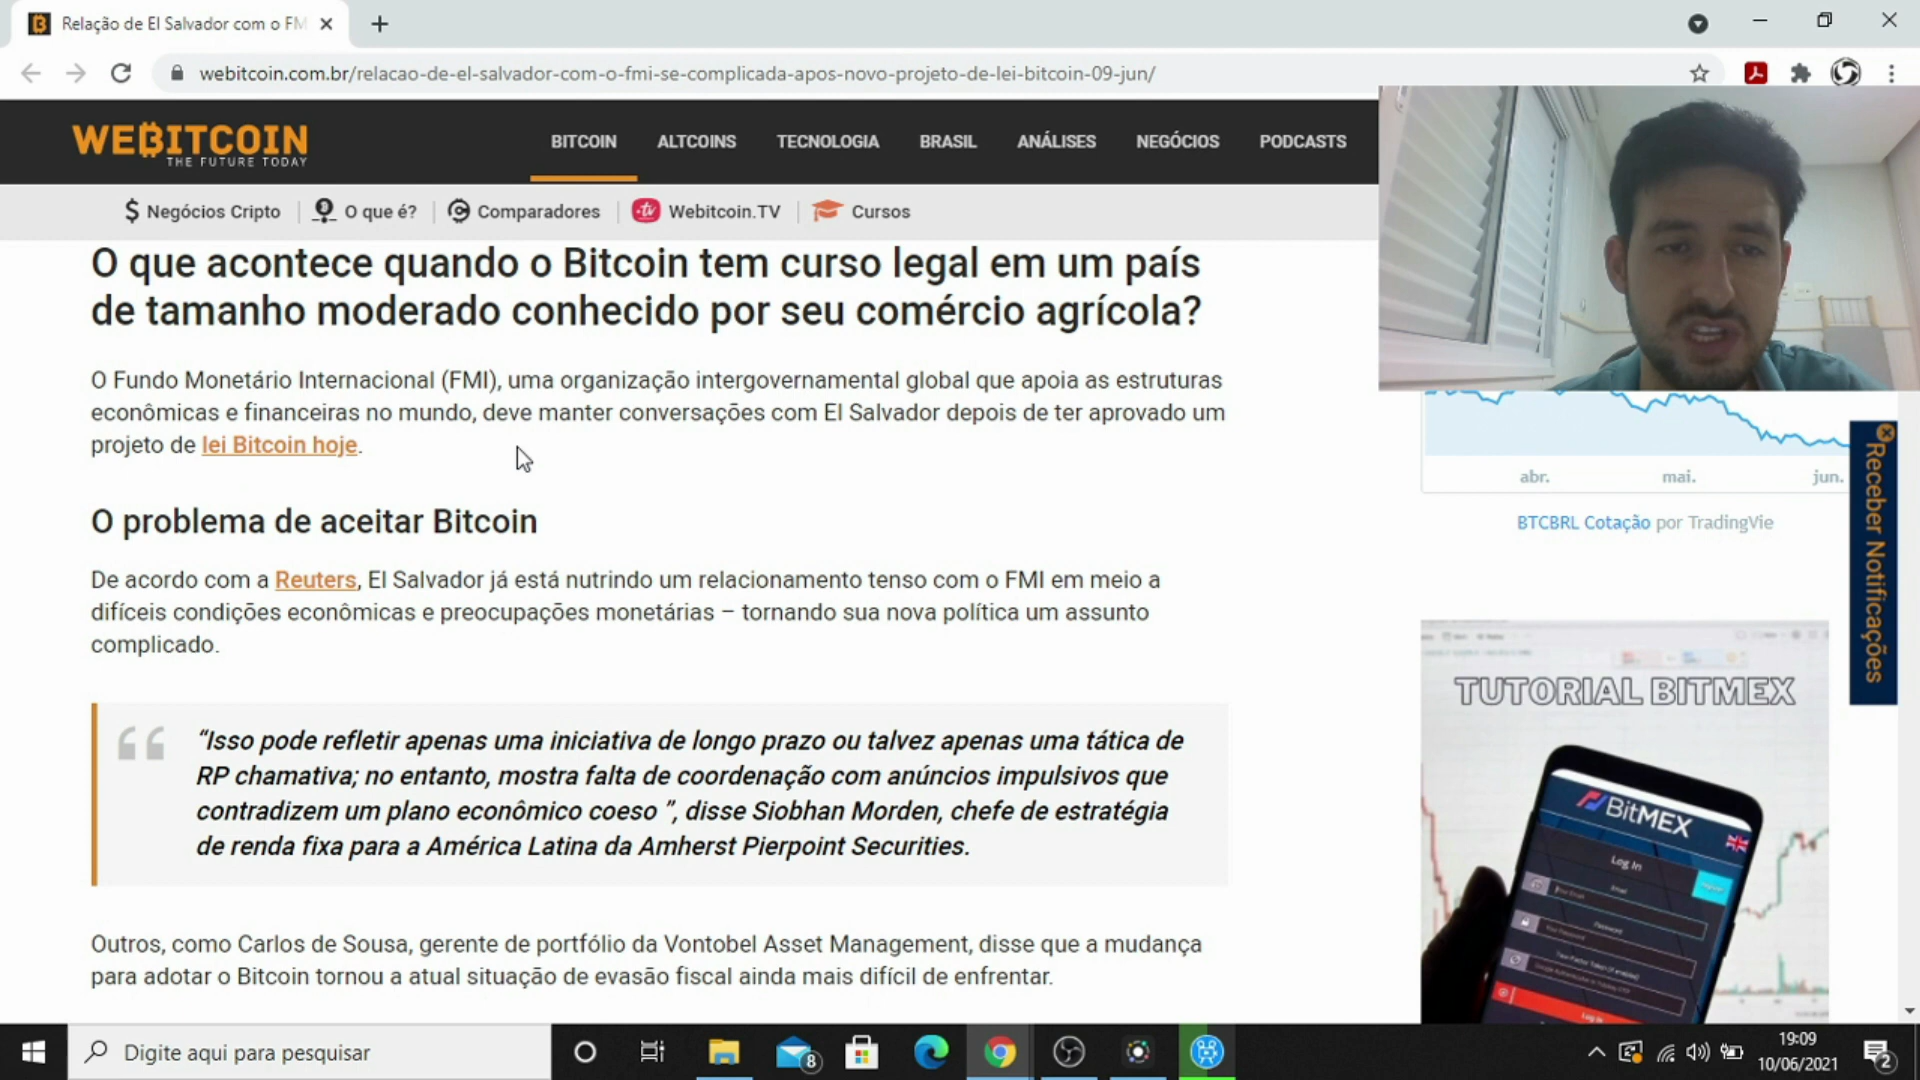 Relação de El Salvador com o FM
webitcoin.com.br/relacao-de-el-salvador-com-o-fmi-se-complicada-apos-novo-projeto-de-lei-bitcoin-09-jun/
WEBITCOIN
THE FUTURE TODAY
BITCOIN ALTCOINS TECNOLOGIA BRASIL ANÁLISES NEGÓCIOS PODCASTS
Negócios Cripto O que é? Comparadores tv Webitcoin.TV Cursos
O que acontece quando o Bitcoin tem curso legal em um país
de tamanho moderado conhecido por seu comércio agrícola?
O Fundo Monetário Internacional (FMI), uma organização intergovernamental global que apoia as estruturas
econômicas e financeiras no mundo, deve manter conversações com El Salvador depois de ter aprovado um
projeto de lei Bitcoin hoje.
O problema de aceitar Bitcoin
De acordo com a Reuters, El Salvador já está nutrindo um relacionamento tenso com o FMI em meio a
difíceis condições econômicas e preocupações monetárias – tornando sua nova política um assunto
complicado.
“Isso pode refletir apenas uma iniciativa de longo prazo ou talvez apenas uma tática de
RP chamativa; no entanto, mostra falta de coordenação com anúncios impulsivos que
contradizem um plano econômico coeso ”, disse Siobhan Morden, chefe de estratégia
de renda fixa para a América Latina da Amherst Pierpoint Securities.
Outros, como Carlos de Sousa, gerente de portfólio da Vontobel Asset Management, disse que a mudança
para adotar o Bitcoin tornou a atual situação de evasão fiscal ainda mais difícil de enfrentar.
abr. mai. jun.
BTCBRL Cotação por TradingVie
Receber Notificações
TUTORIAL BITMEX
BitMEX
Log In
Email
Password
Log In
Digite aqui para pesquisar
8
19:09
10/06/2021
2